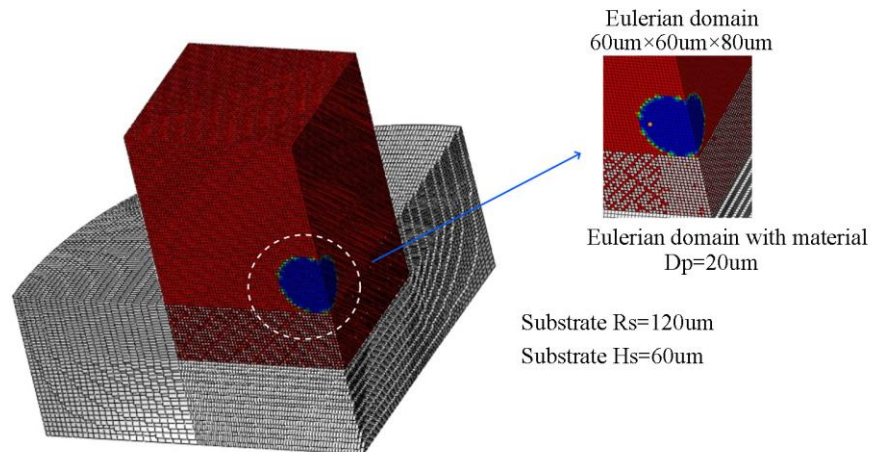 Eulerian domain
60um×60um×80um
Eulerian domain with material
Dp=20um
Substrate Rs=120um
Substrate Hs=60um